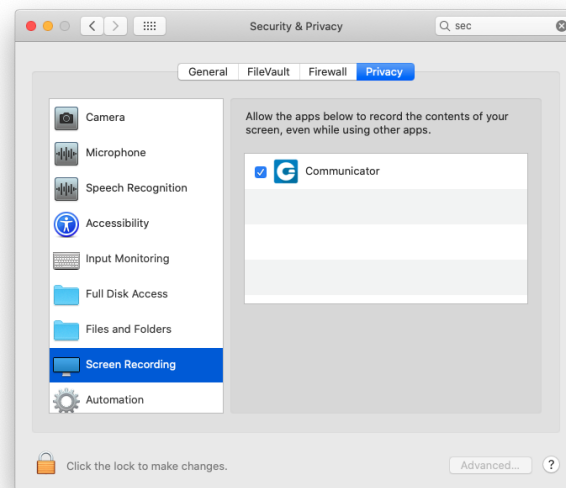 Security & Privacy
sec
General FileVault Firewall Privacy
Camera
Microphone
Speech Recognition
Accessibility
Input Monitoring
Full Disk Access
Files and Folders
Screen Recording
Automation
Allow the apps below to record the contents of your
screen, even while using other apps.
Communicator
Click the lock to make changes.
Advanced... ?